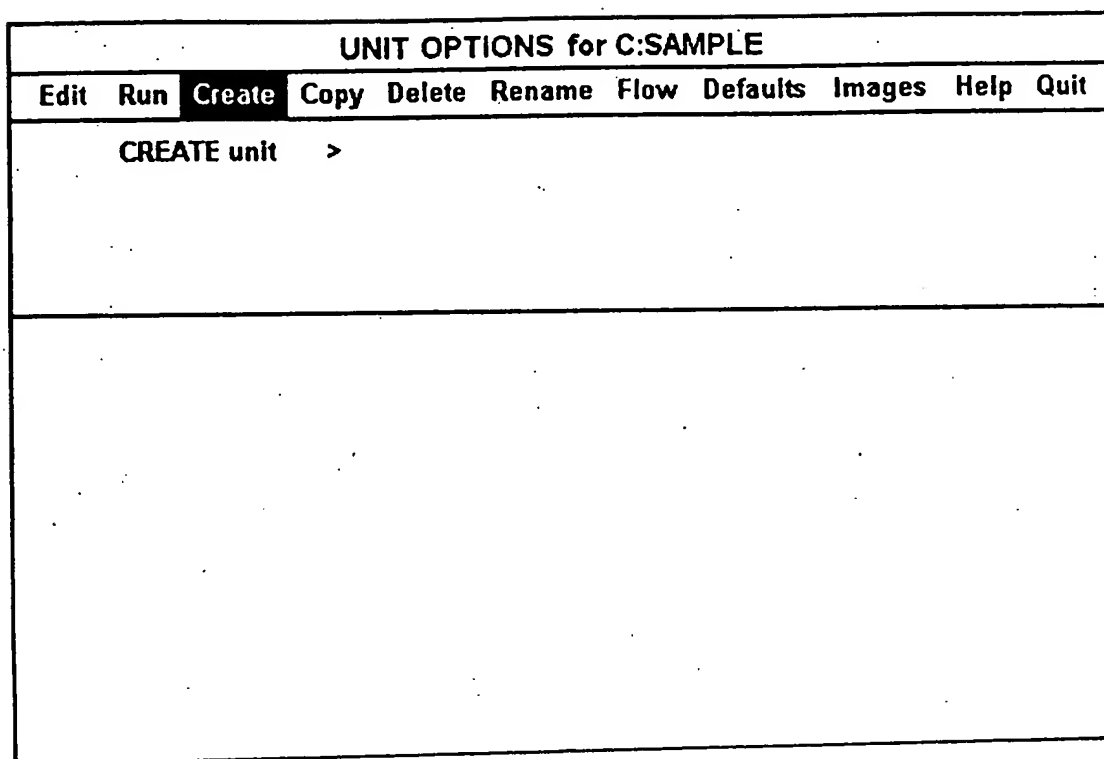 UNIT OPTIONS for C:SAMPLE
Edit Run Create Copy Delete Rename Flow Defaults Images Help Quit
CREATE unit >